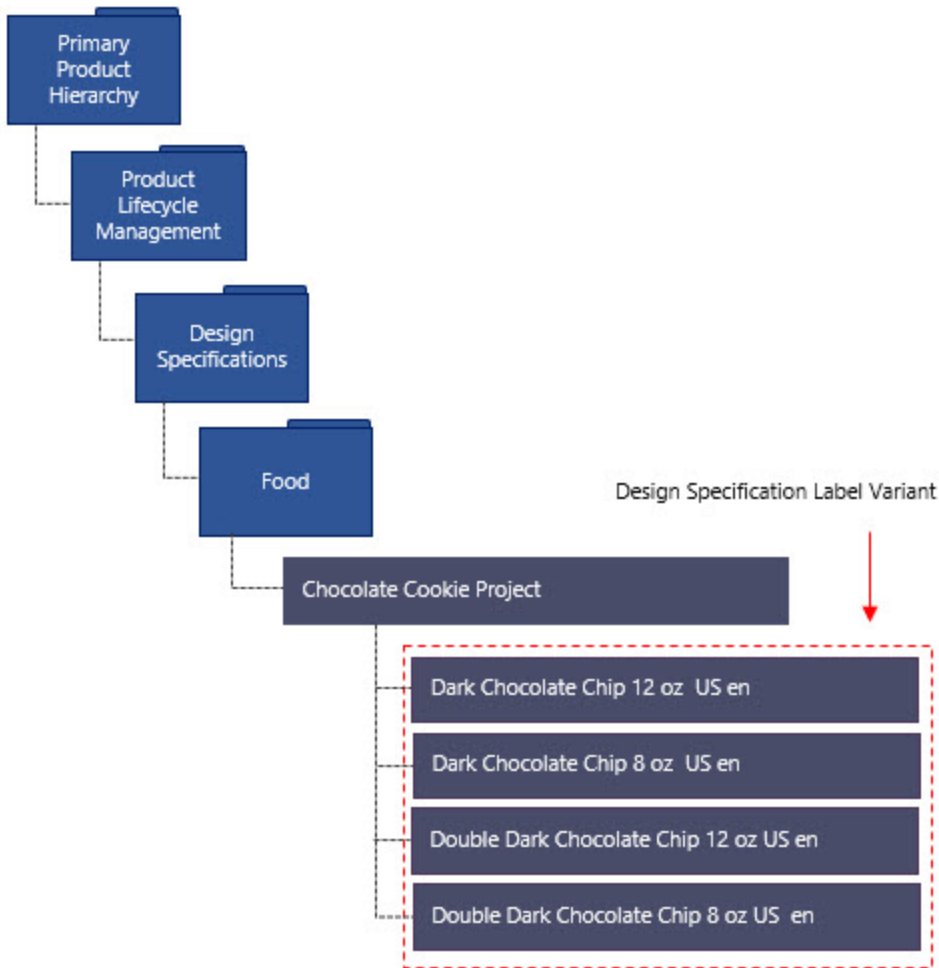 Primary
Product
Hierarchy
Product
Lifecycle
Management
Design
Specifications
Food
Design Specification Label Variant
Chocolate Cookie Project
Dark Chocolate Chip 12 oz  US en
Dark Chocolate Chip 8 oz  US en
Double Dark Chocolate Chip 12 oz US en
Double Dark Chocolate Chip 8 oz US  en